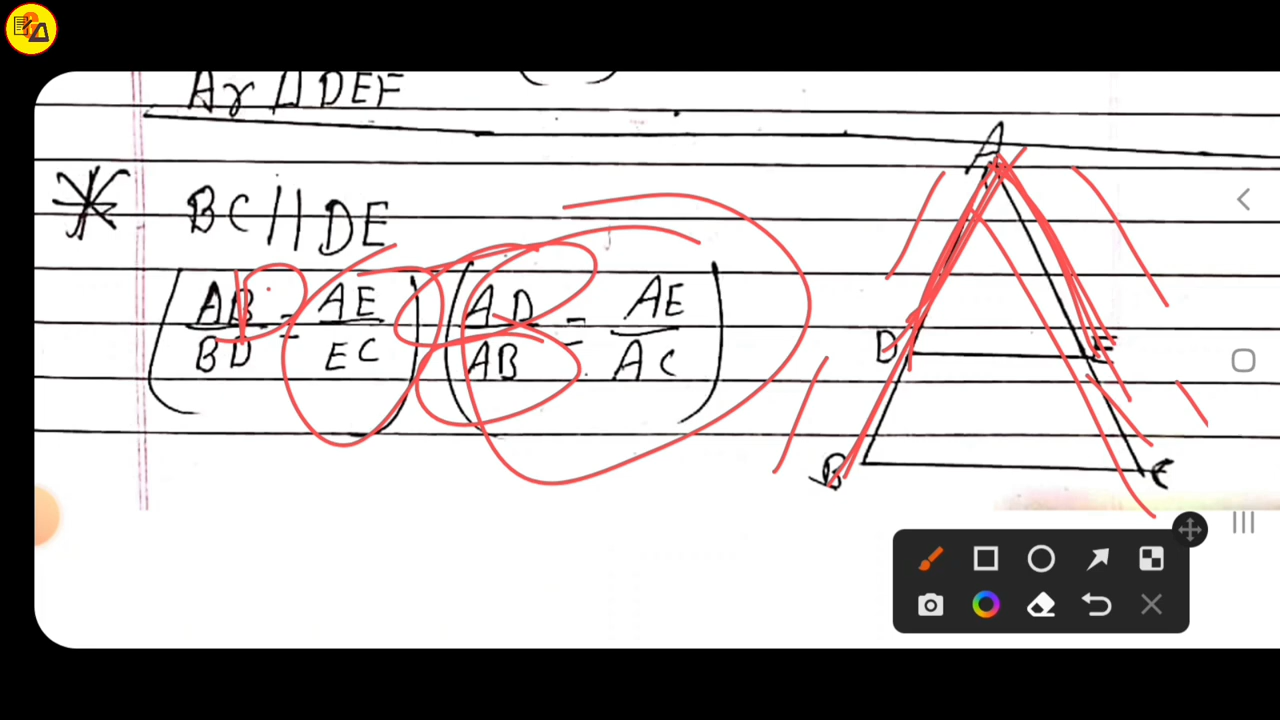 Ar △DEF
BC || DE
(AB/BD = AE/EC) (AD/AB = AE/AC)
A
D E
B C